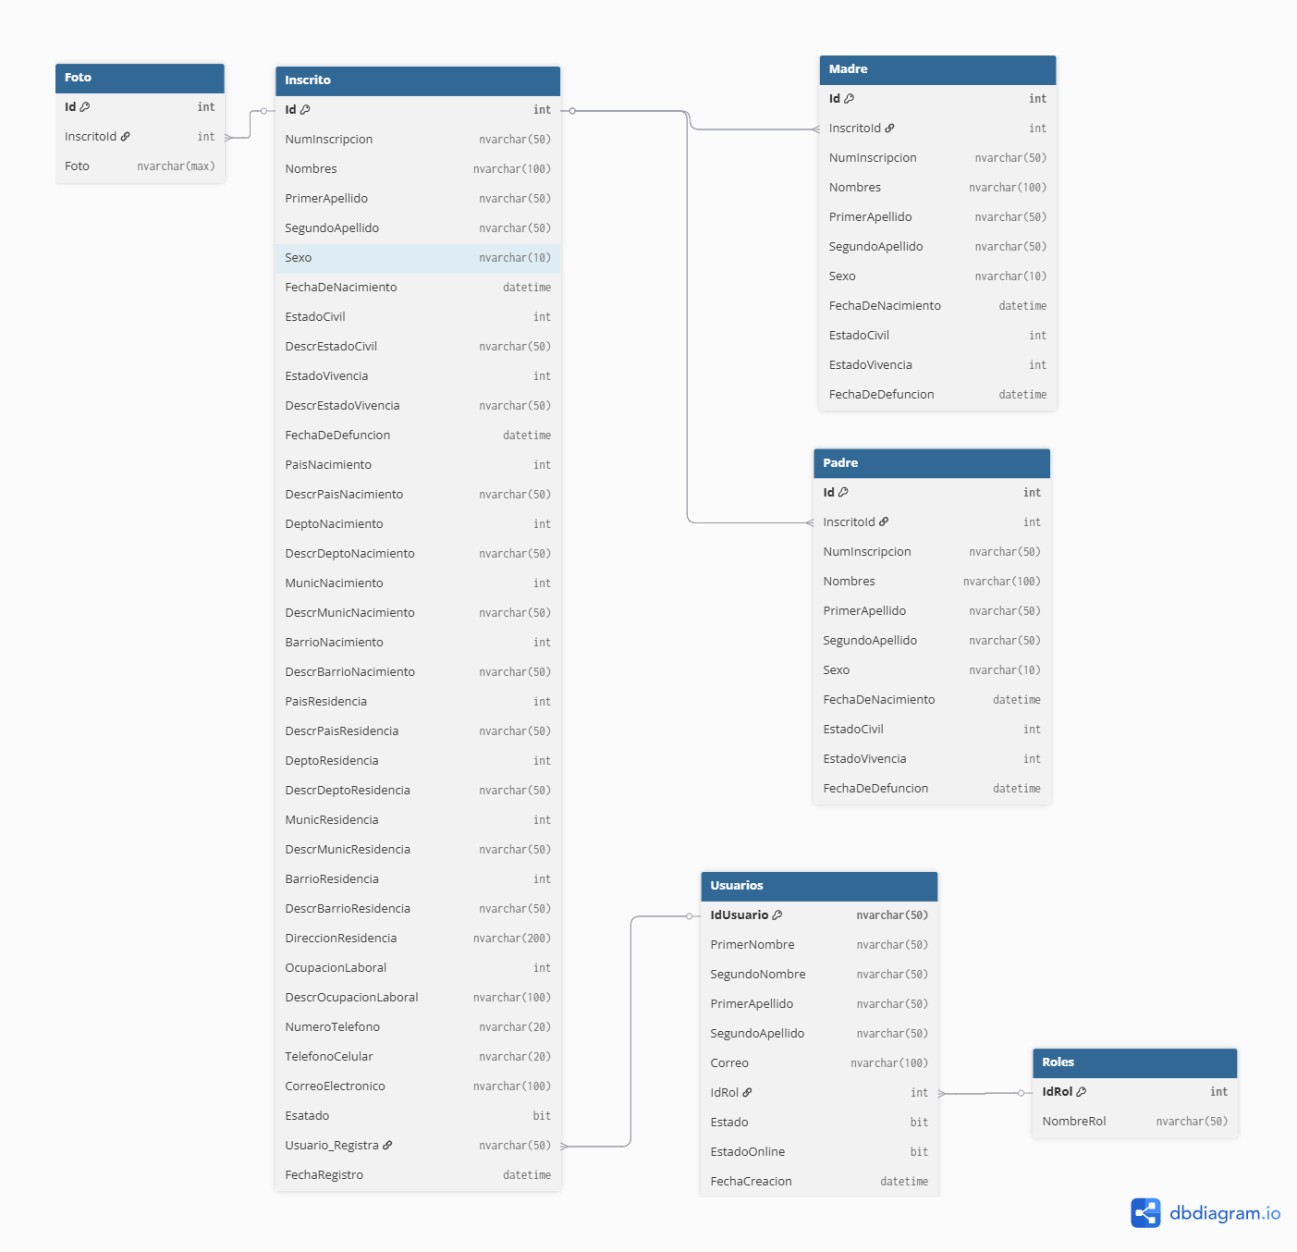 Foto
Id int
InscritoId int
Foto nvarchar(max)
Inscrito
Id int
NumInscripcion nvarchar(50)
Nombres nvarchar(100)
PrimerApellido nvarchar(50)
SegundoApellido nvarchar(50)
Sexo nvarchar(10)
FechaDeNacimiento datetime
EstadoCivil int
DescrEstadoCivil nvarchar(50)
EstadoVivencia int
DescrEstadoVivencia nvarchar(50)
FechaDeDefuncion datetime
PaisNacimiento int
DescrPaisNacimiento nvarchar(50)
DeptoNacimiento int
DescrDeptoNacimiento nvarchar(50)
MunicNacimiento int
DescrMunicNacimiento nvarchar(50)
BarrioNacimiento int
DescrBarrioNacimiento nvarchar(50)
PaisResidencia int
DescrPaisResidencia nvarchar(50)
DeptoResidencia int
DescrDeptoResidencia nvarchar(50)
MunicResidencia int
DescrMunicResidencia nvarchar(50)
BarrioResidencia int
DescrBarrioResidencia nvarchar(50)
DireccionResidencia nvarchar(200)
OcupacionLaboral int
DescrOcupacionLaboral nvarchar(100)
NumeroTelefono nvarchar(20)
TelefonoCelular nvarchar(20)
CorreoElectronico nvarchar(100)
Esatado bit
Usuario_Registra nvarchar(50)
FechaRegistro datetime
Madre
Id int
InscritoId int
NumInscripcion nvarchar(50)
Nombres nvarchar(100)
PrimerApellido nvarchar(50)
SegundoApellido nvarchar(50)
Sexo nvarchar(10)
FechaDeNacimiento datetime
EstadoCivil int
EstadoVivencia int
FechaDeDefuncion datetime
Padre
Id int
InscritoId int
NumInscripcion nvarchar(50)
Nombres nvarchar(100)
PrimerApellido nvarchar(50)
SegundoApellido nvarchar(50)
Sexo nvarchar(10)
FechaDeNacimiento datetime
EstadoCivil int
EstadoVivencia int
FechaDeDefuncion datetime
Usuarios
IdUsuario nvarchar(50)
PrimerNombre nvarchar(50)
SegundoNombre nvarchar(50)
PrimerApellido nvarchar(50)
SegundoApellido nvarchar(50)
Correo nvarchar(100)
IdRol int
Estado bit
EstadoOnline bit
FechaCreacion datetime
Roles
IdRol int
NombreRol nvarchar(50)
dbdiagram.io